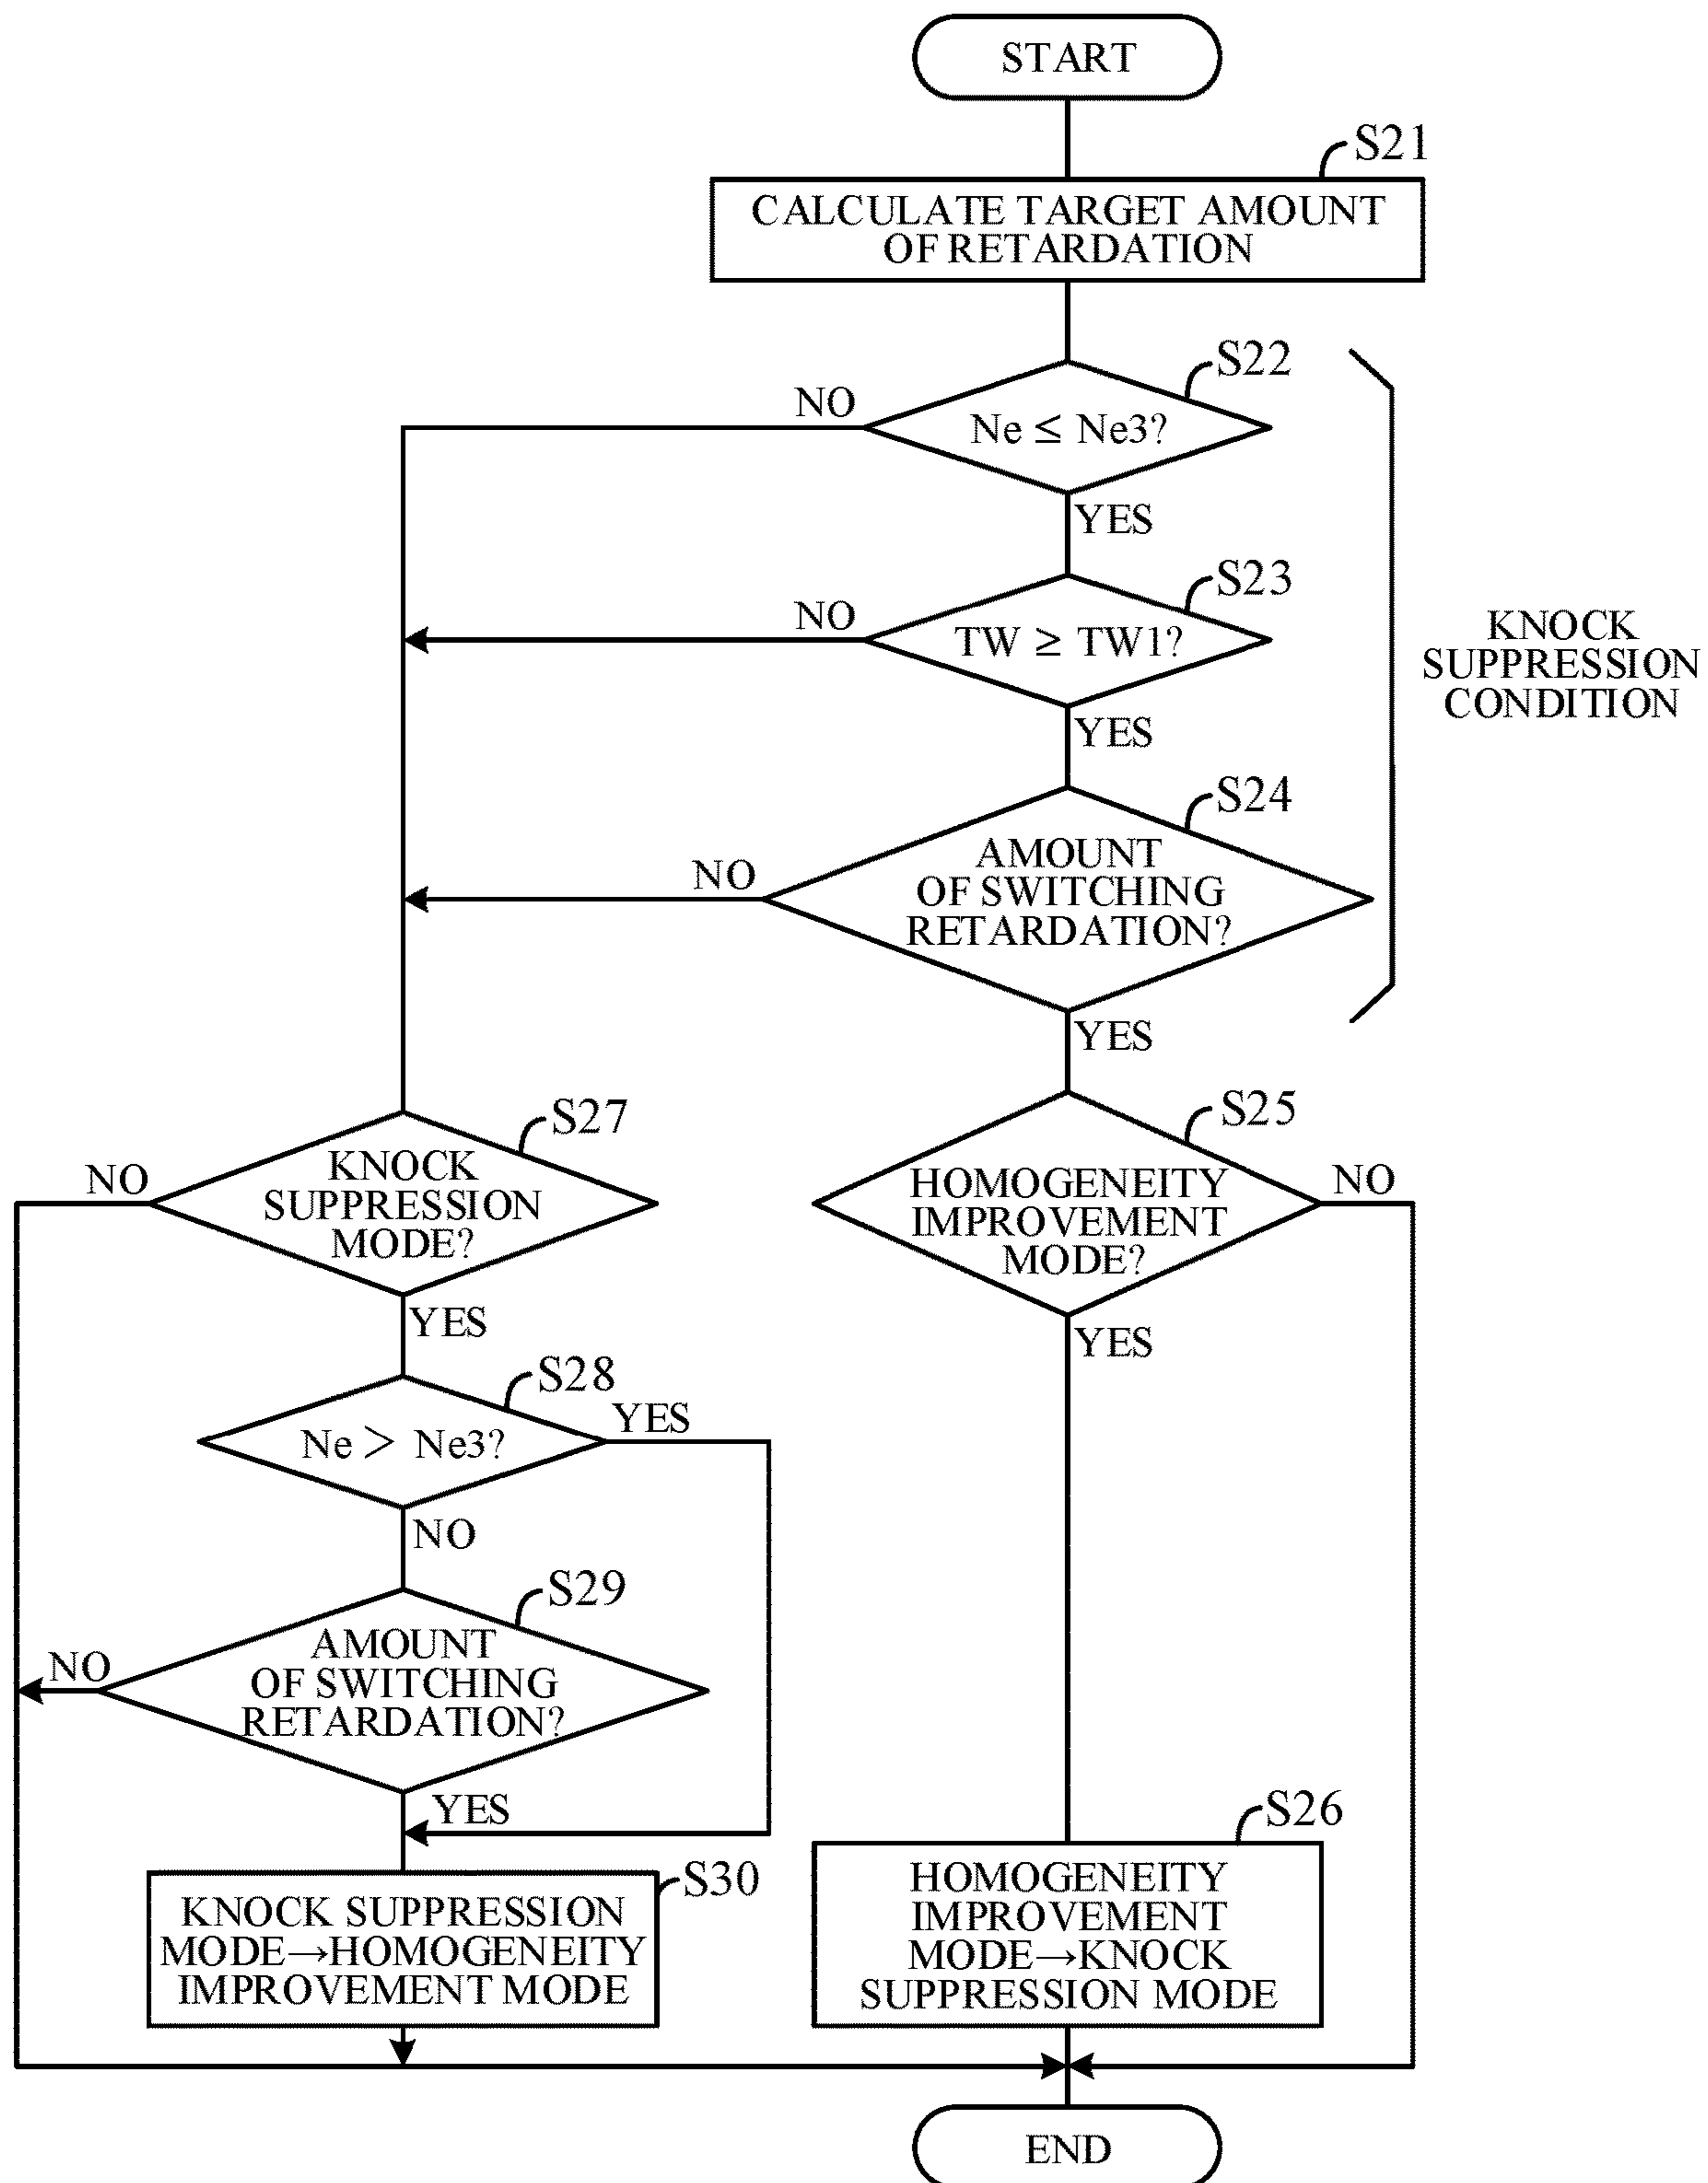 START
S21
CALCULATE TARGET AMOUNT
OF RETARDATION
S22
NO
Ne ≤ Ne3?
YES
S23
NO
TW ≥ TW1?
YES
KNOCK
SUPPRESSION
CONDITION
S24
NO
AMOUNT
OF SWITCHING
RETARDATION?
YES
S27
NO
KNOCK
SUPPRESSION
MODE?
YES
S25
HOMOGENEITY
IMPROVEMENT
MODE?
NO
YES
S28
YES
Ne > Ne3?
NO
S29
NO
AMOUNT
OF SWITCHING
RETARDATION?
YES
S30
KNOCK SUPPRESSION
MODE→HOMOGENEITY
IMPROVEMENT MODE
S26
HOMOGENEITY
IMPROVEMENT
MODE→KNOCK
SUPPRESSION MODE
END